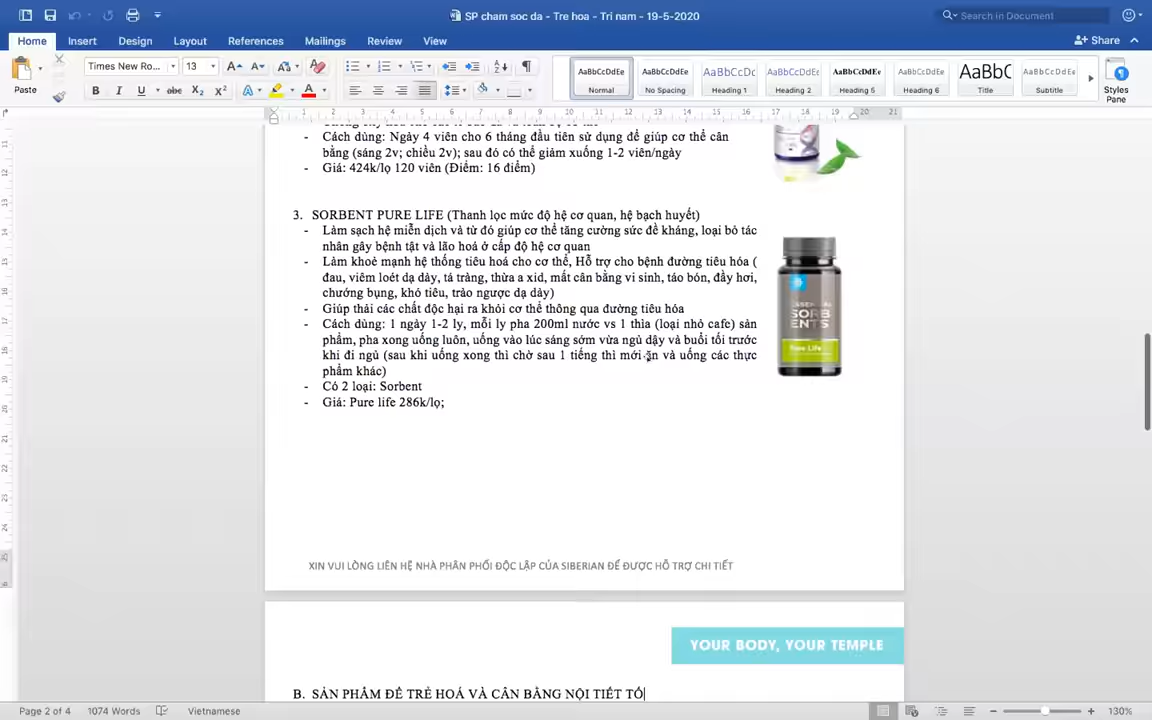 SP cham soc da - Tre hoa - Tri nam - 19-5-2020
Search in Document
Home Insert Design Layout References Mailings Review View
Share
Paste
Times New Ro... 13
AaBbCcDdEe AaBbCcDdEe AaBbCcDc AaBbCcDdEe AaBbCcDdEe AaBbCcDdEe AaBbC AaBbCcDdEe
Normal No Spacing Heading 1 Heading 2 Heading 5 Heading 6 Title Subtitle
Styles
Pane
- Cách dùng: Ngày 4 viên cho 6 tháng đầu tiên sử dụng để giúp cơ thể cân
bằng (sáng 2v; chiều 2v); sau đó có thể giảm xuống 1-2 viên/ngày
- Giá: 424k/lọ 120 viên (Điểm: 16 điểm)
3. SORBENT PURE LIFE (Thanh lọc mức độ hệ cơ quan, hệ bạch huyết)
- Làm sạch hệ miễn dịch và từ đó giúp cơ thể tăng cường sức đề kháng, loại bỏ tác
nhân gây bệnh tật và lão hoá ở cấp độ hệ cơ quan
- Làm khoẻ mạnh hệ thống tiêu hoá cho cơ thể, Hỗ trợ cho bệnh đường tiêu hóa (
đau, viêm loét dạ dày, tá tràng, thừa a xid, mất cân bằng vi sinh, táo bón, đầy hơi,
chướng bụng, khó tiêu, trào ngược dạ dày)
- Giúp thải các chất độc hại ra khỏi cơ thể thông qua đường tiêu hóa
- Cách dùng: 1 ngày 1-2 ly, mỗi ly pha 200ml nước vs 1 thìa (loại nhỏ cafe) sản
phẩm, pha xong uống luôn, uống vào lúc sáng sớm vừa ngủ dậy và buổi tối trước
khi đi ngủ (sau khi uống xong thì chờ sau 1 tiếng thì mới ăn và uống các thực
phẩm khác)
- Có 2 loại: Sorbent
- Giá: Pure life 286k/lọ;
ESSENTIAL
SORB
ENTS
Pure Life
XIN VUI LÒNG LIÊN HỆ NHÀ PHÂN PHỐI ĐỘC LẬP CỦA SIBERIAN ĐỂ ĐƯỢC HỖ TRỢ CHI TIẾT
YOUR BODY, YOUR TEMPLE
B. SẢN PHẨM ĐỂ TRẺ HOÁ VÀ CÂN BẰNG NỘI TIẾT TỐ
Page 2 of 4 1074 Words Vietnamese 130%